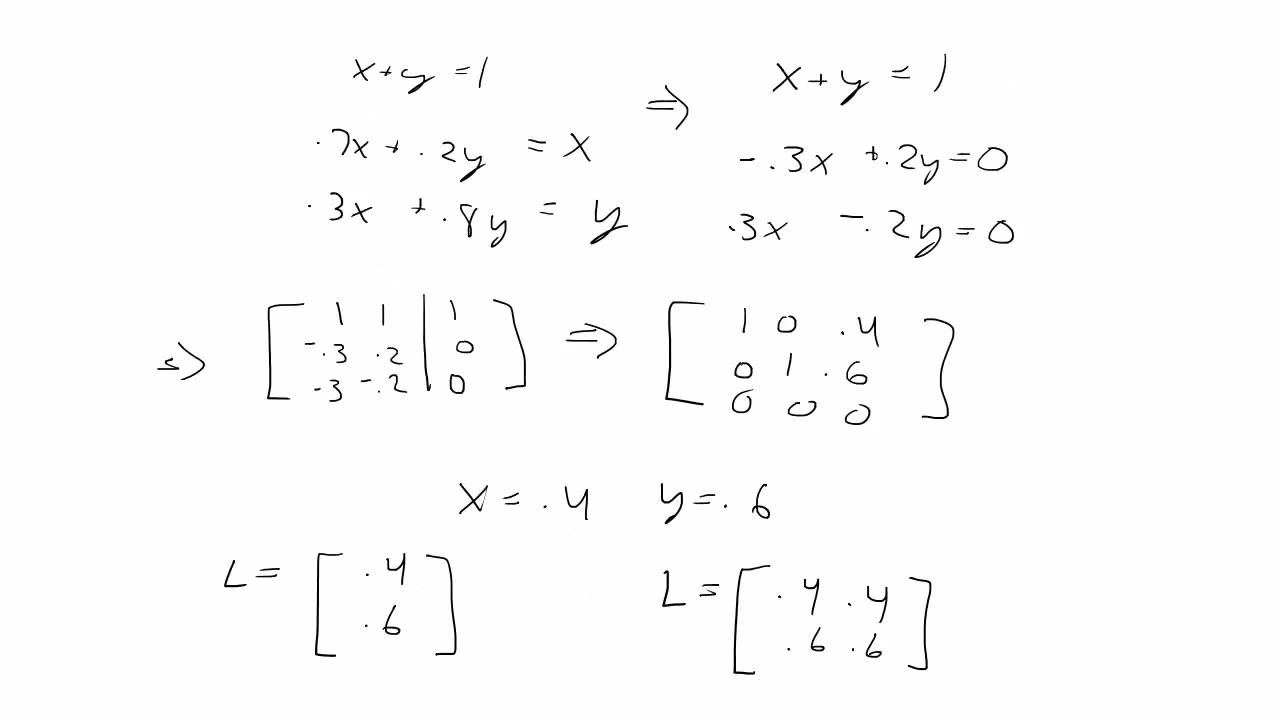 x+y=1 ⇒ x+y=1
.7x+.2y=x -.3x+.2y=0
.3x+.8y=y .3x-.2y=0
⇒ [ 1 1 | 1 ⇒ [ 1 0 .4
-.3 .2 | 0 0 1 .6
.3 -.2 | 0 ] 0 0 0 ]
x=.4 y=.6
L= [ .4 L= [ .4 .4
.6 ] .6 .6 ]